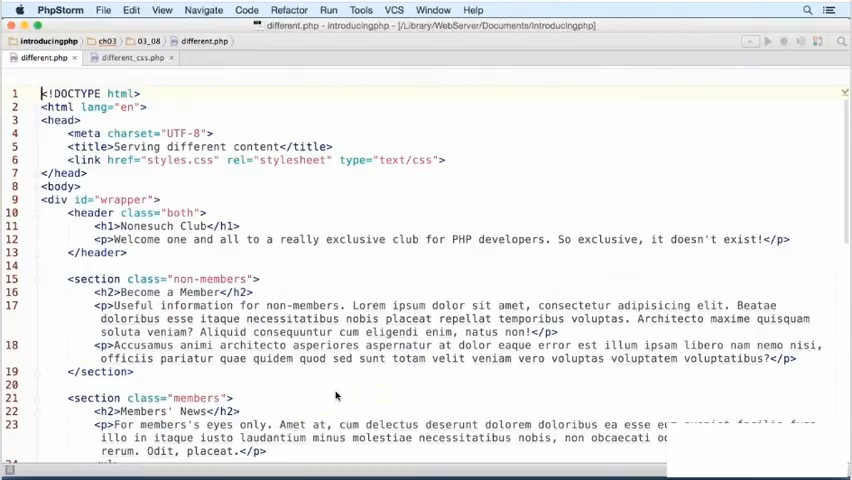 PhpStorm File Edit View Navigate Code Refactor Run Tools VCS Window Help
different.php - introducingphp - [/Library/WebServer/Documents/introducingphp]
introducingphp ch03 03_08 different.php
different.php × different_css.php ×
1 <!DOCTYPE html>
2 <html lang="en">
3 <head>
4 <meta charset="UTF-8">
5 <title>Serving different content</title>
6 <link href="styles.css" rel="stylesheet" type="text/css">
7 </head>
8 <body>
9 <div id="wrapper">
10 <header class="both">
11 <h1>Nonesuch Club</h1>
12 <p>Welcome one and all to a really exclusive club for PHP developers. So exclusive, it doesn't exist!</p>
13 </header>
14
15 <section class="non-members">
16 <h2>Become a Member</h2>
17 <p>Useful information for non-members. Lorem ipsum dolor sit amet, consectetur adipisicing elit. Beatae
doloribus esse itaque necessitatibus nobis placeat repellat temporibus voluptas. Architecto maxime quisquam
soluta veniam? Aliquid consequuntur cum eligendi enim, natus non!</p>
18 <p>Accusamus animi architecto asperiores aspernatur at dolor eaque error est illum ipsam libero nam nemo nisi,
officiis pariatur quae quidem quod sed sunt totam velit veniam vero voluptas voluptatem voluptatibus?</p>
19 </section>
20
21 <section class="members">
22 <h2>Members' News</h2>
23 <p>For members's eyes only. Amet at, cum delectus deserunt dolorem doloribus ea esse eum
illo in itaque iusto laudantium minus molestiae necessitatibus nobis, non obcaecati
rerum. Odit, placeat.</p>